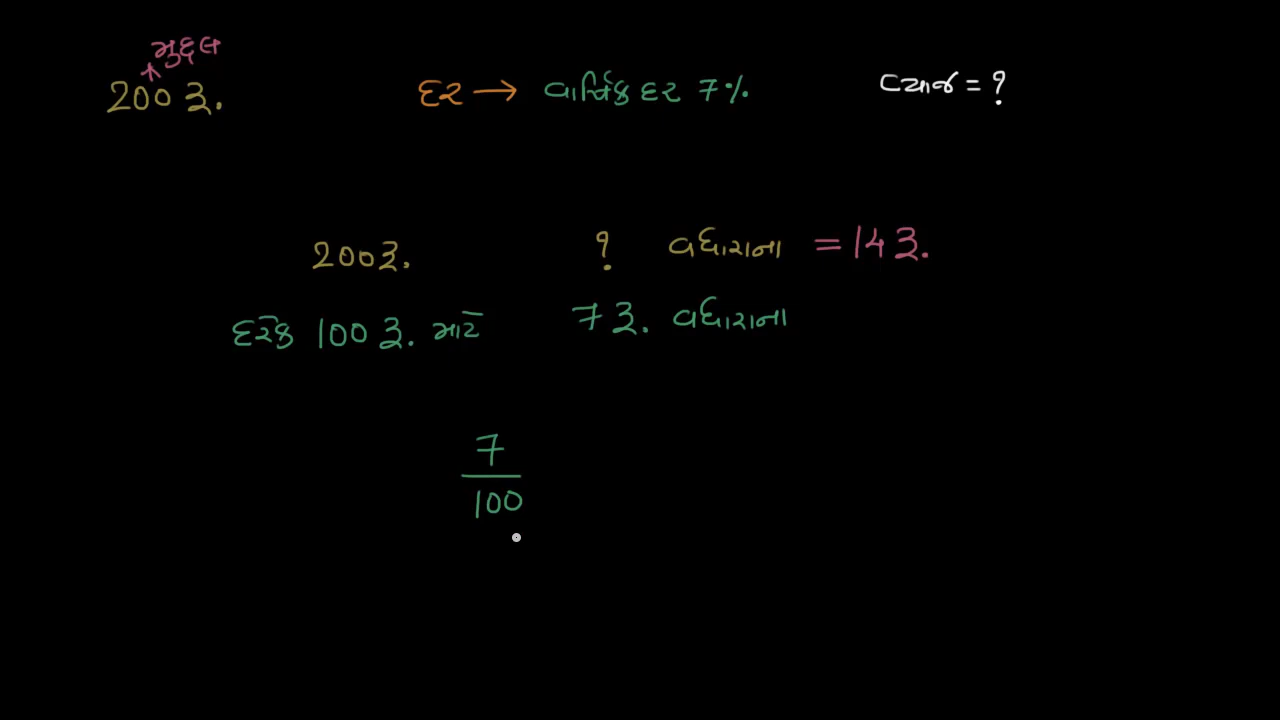 મુદ્દલ
200 રૂ.
દર → વાર્ષિક દર 7%
વ્યાજ = ?
200 રૂ. ? વધારાના = 14 રૂ.
દરેક 100 રૂ. માટે 7 રૂ. વધારાના
7
100